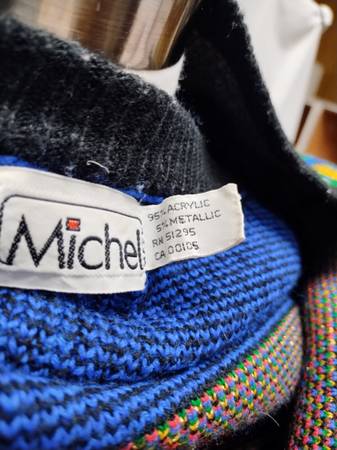 Michel
95% ACRYLIC
5% METALLIC
RN 51295
CA 00185